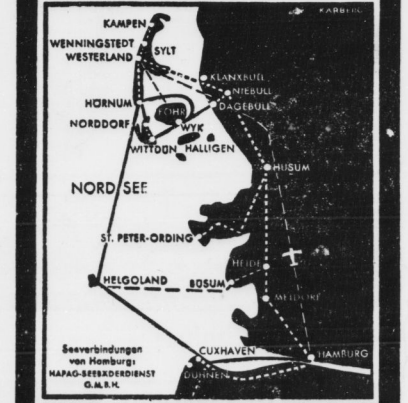 KARBERG
KAMPEN
WENNINGSTEDT
WESTERLAND
SYLT
KLANXBÜLL
NIEBÜLL
HÖRNUM
FÖHR
DAGEBÜLL
NORDDORF
WYK
WITTDÜN
HALLIGEN
HUSUM
NORD SEE
ST. PETER-ORDING
HEIDE
HELGOLAND
BÜSUM
MELDORF
Seeverbindungen
von Hamburg:
HAPAG-SEEBÄDERDIENST
G.M.B.H.
CUXHAVEN
HAMBURG
DUHNEN